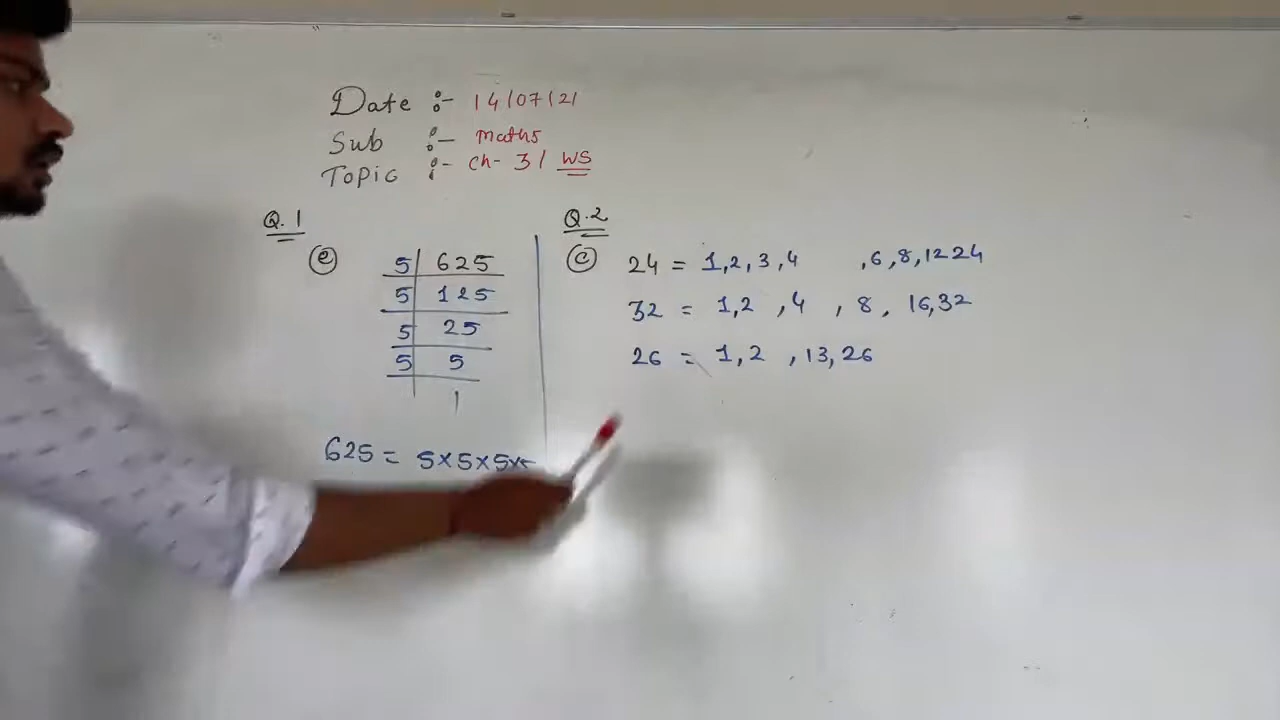 Date :- 14/07/21
Sub :- maths
Topic :- Ch- 3/ WS
Q.1
e
5 625
5 125
5 25
5 5
1
625 = 5×5×5×5
Q.2
c 24 = 1,2,3,4 ,6,8,12 24
32 = 1,2 ,4 , 8, 16,32
26 = 1,2 ,13,26